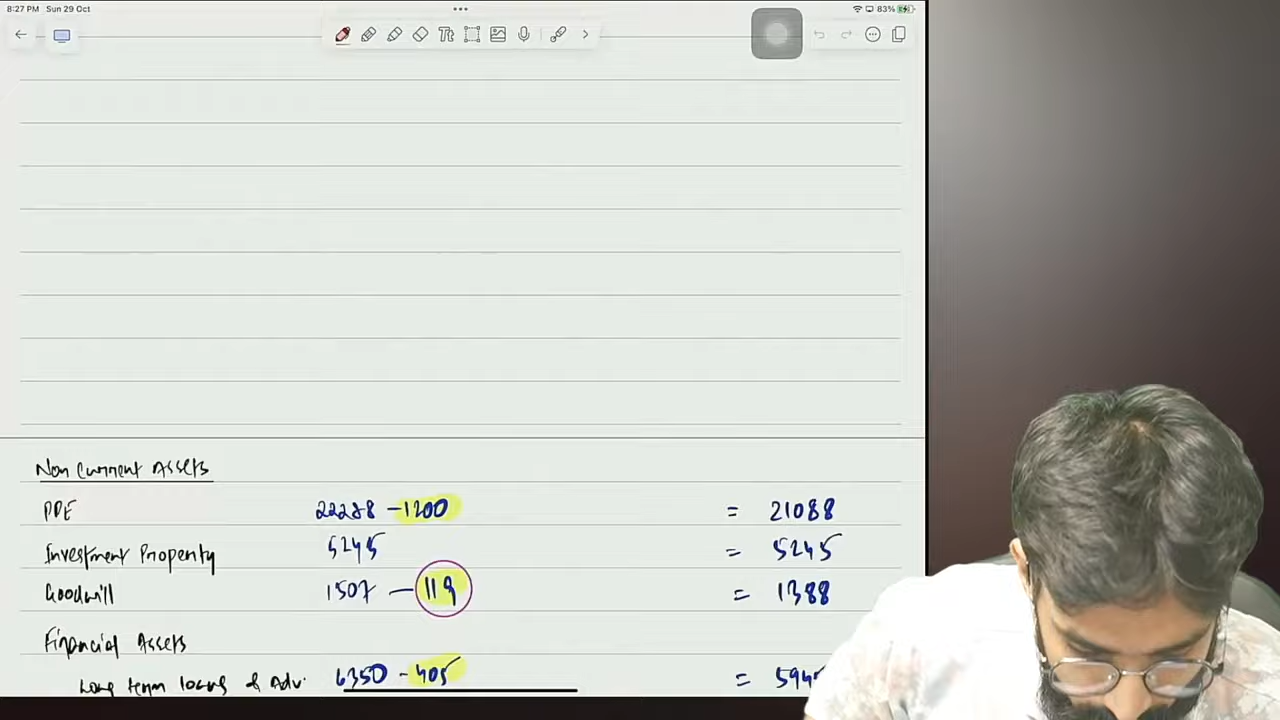 8:27 PM Sun 29 Oct
83%
Non Current Assets
PPE 22288 - 1200 = 21088
Investment Property 5245 = 5245
Goodwill 1507 - 119 = 1388
Financial Assets
Long term loans & Adv. 6350 - 405 = 5945